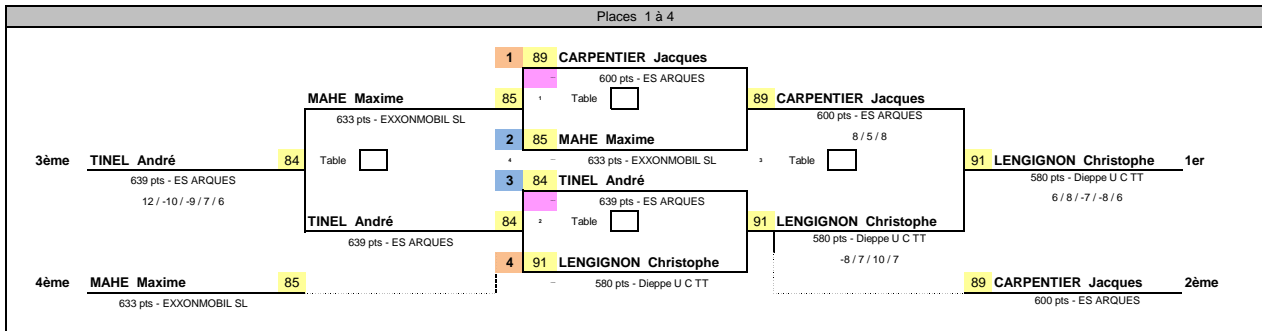 Places 1 à 4
1 89 CARPENTIER Jacques
– 600 pts - ES ARQUES
MAHE Maxime 85 1 Table 89 CARPENTIER Jacques
633 pts - EXXONMOBIL SL 600 pts - ES ARQUES
2 85 MAHE Maxime 8 / 5 / 8
3ème TINEL André 84 Table 4 – 633 pts - EXXONMOBIL SL 3 Table 91 LENGIGNON Christophe 1er
639 pts - ES ARQUES 3 84 TINEL André 580 pts - Dieppe U C TT
12 / -10 / -9 / 7 / 6 – 639 pts - ES ARQUES 6 / 8 / -7 / -8 / 6
TINEL André 84 2 Table 91 LENGIGNON Christophe
639 pts - ES ARQUES 580 pts - Dieppe U C TT
4 91 LENGIGNON Christophe -8 / 7 / 10 / 7
4ème MAHE Maxime 85 – 580 pts - Dieppe U C TT 89 CARPENTIER Jacques 2ème
633 pts - EXXONMOBIL SL 600 pts - ES ARQUES